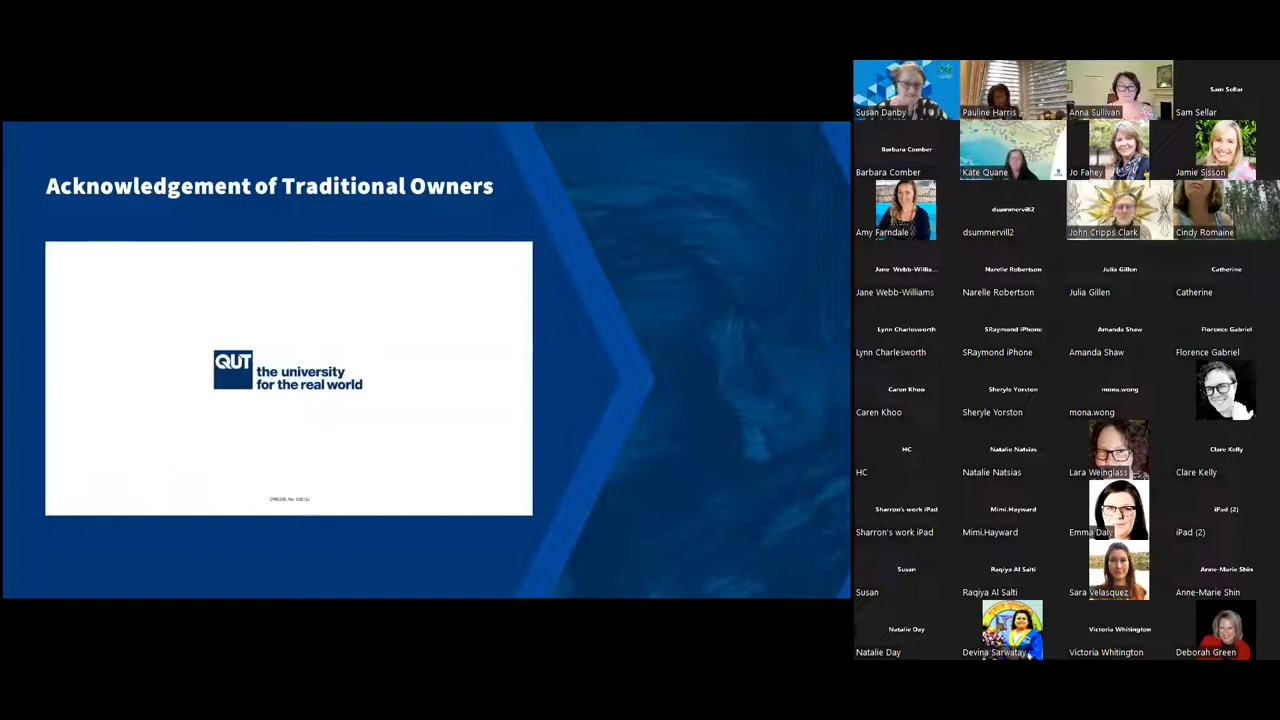 Acknowledgement of Traditional Owners
QUT
the university
for the real world
Susan Danby
Pauline Harris
Anna Sullivan
Sam Sellar
Sam Sellar
Barbara Comber
Barbara Comber
Kate Quane
Jo Fahey
Jamie Sisson
Amy Farndale
dsummervill2
dsummervill2
John Cripps Clark
Cindy Romaine
Jane Webb-Willia...
Jane Webb-Williams
Narelle Robertson
Narelle Robertson
Julia Gillen
Julia Gillen
Catherine
Catherine
Lynn Charlesworth
Lynn Charlesworth
SRaymond iPhone
SRaymond iPhone
Amanda Shaw
Amanda Shaw
Florence Gabriel
Florence Gabriel
Caren Khoo
Caren Khoo
Sheryle Yorston
Sheryle Yorston
mona.wong
mona.wong
HC
HC
Natalie Natsias
Natalie Natsias
Lara Weinglass
Clare Kelly
Clare Kelly
Sharron's work iPad
Sharron's work iPad
Mimi.Hayward
Mimi.Hayward
Emma Daly
iPad (2)
iPad (2)
Susan
Susan
Raqiya Al Salti
Raqiya Al Salti
Sara Velasquez
Anne-Marie Shin
Anne-Marie Shin
Natalie Day
Natalie Day
Devina Sarwatay
Victoria Whitington
Victoria Whitington
Deborah Green